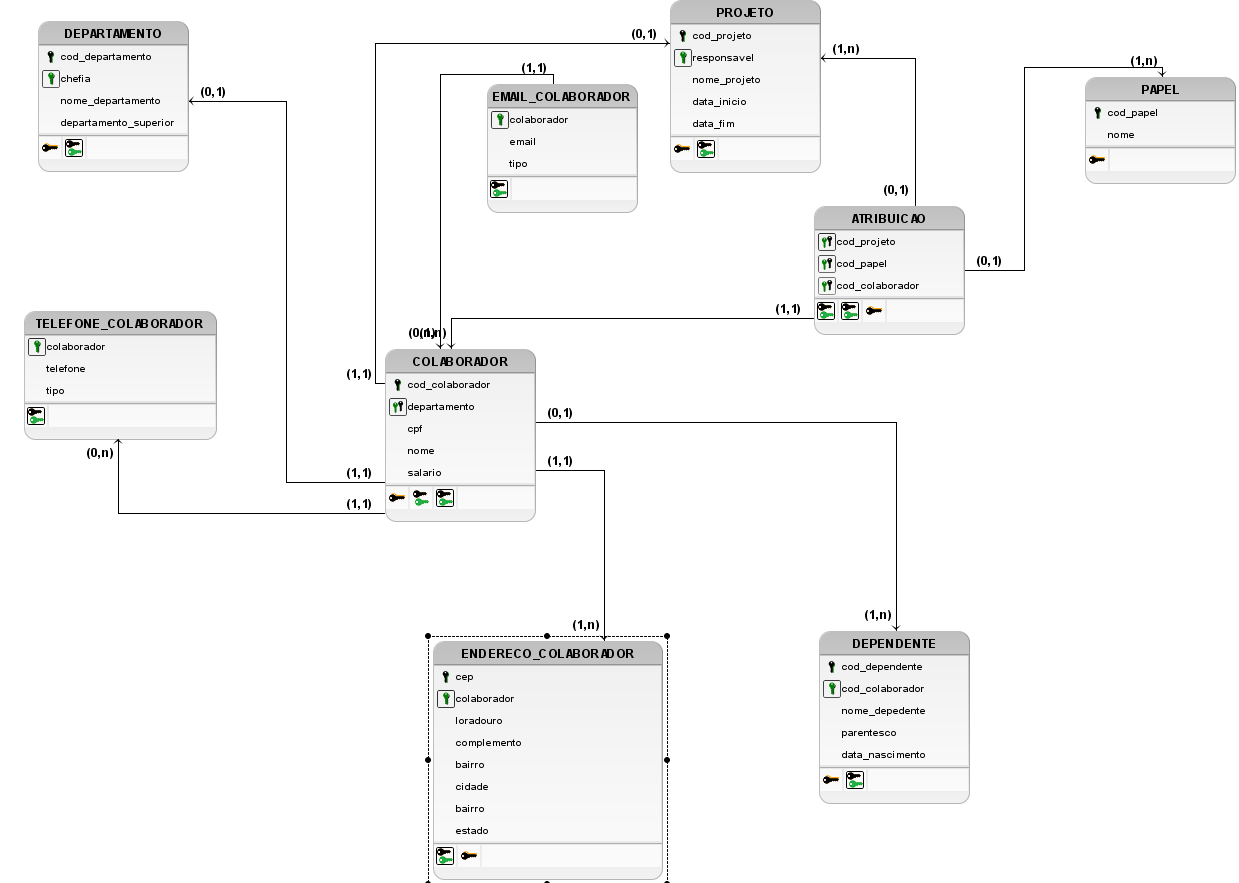 DEPARTAMENTO
cod_departamento
chefia
nome_departamento
departamento_superior
(0,1)
(0,1)
(1,1)
EMAIL_COLABORADOR
colaborador
email
tipo
PROJETO
cod_projeto
responsavel
nome_projeto
data_inicio
data_fim
(1,n)
(0,1)
(1,n)
PAPEL
cod_papel
nome
ATRIBUICAO
cod_projeto
cod_papel
cod_colaborador
(0,1)
(1,1)
TELEFONE_COLABORADOR
colaborador
telefone
tipo
(0,n)
COLABORADOR
cod_colaborador
departamento
cpf
nome
salario
(1,1)
(1,1)
(1,1)
(0,1)
(1,1)
(1,n)
ENDERECO_COLABORADOR
cep
colaborador
loradouro
complemento
bairro
cidade
bairro
estado
(1,n)
DEPENDENTE
cod_dependente
cod_colaborador
nome_depedente
parentesco
data_nascimento